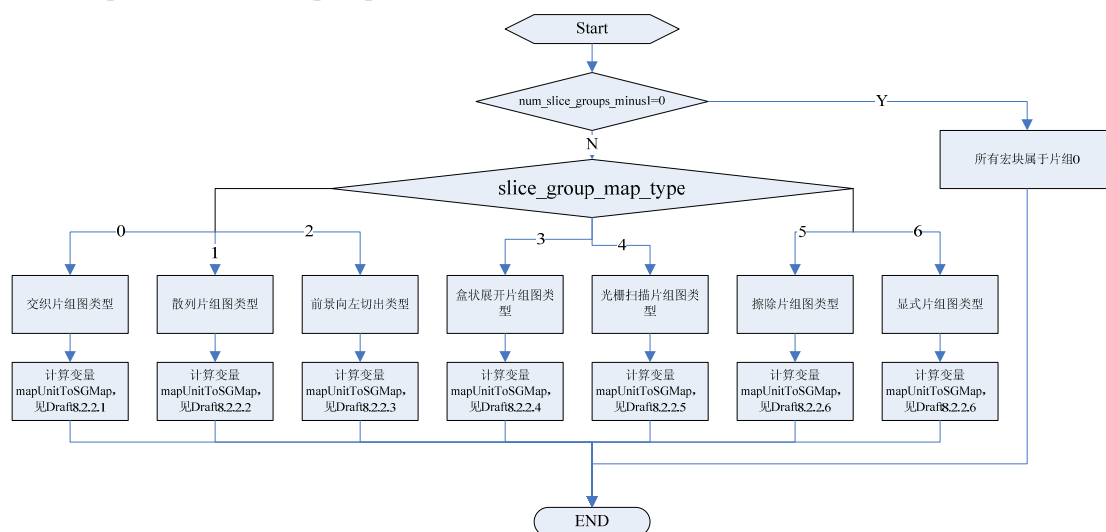 Start
num_slice_groups_minus1=0
Y
所有宏块属于片组0
N
slice_group_map_type
0
1
2
3
4
5
6
交织片组图类型
散列片组图类型
前景向左切出类型
盒状展开片组图类
型
光栅扫描片组图类
型
擦除片组图类型
显式片组图类型
计算变量
mapUnitToSGMap,
见Draft8.2.2.1
计算变量
mapUnitToSGMap,
见Draft8.2.2.2
计算变量
mapUnitToSGMap,
见Draft8.2.2.3
计算变量
mapUnitToSGMap,
见Draft8.2.2.4
计算变量
mapUnitToSGMap,
见Draft8.2.2.5
计算变量
mapUnitToSGMap,
见Draft8.2.2.6
计算变量
mapUnitToSGMap,
见Draft8.2.2.6
END